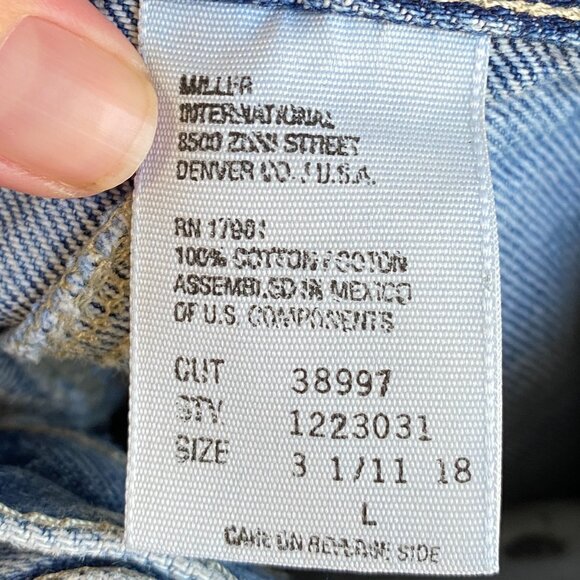 MILLER
INTERNATIONAL
8500 ZUNI STREET
DENVER CO. / U.S.A.
RN 17981
100% COTTON / COTON
ASSEMBLED IN MEXICO
OF U.S. COMPONENTS
CUT 38997
STY 1223031
SIZE 3 1/11 18
L
CARE ON REVERSE SIDE